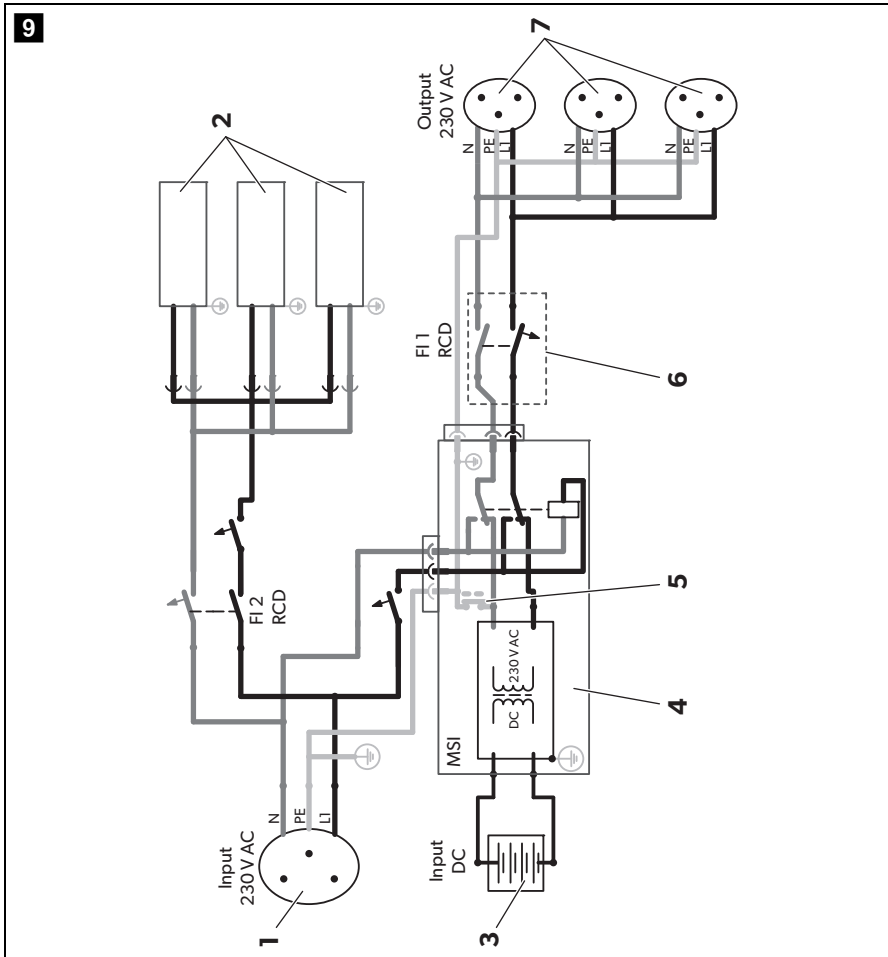 9
1
2
3
4
5
6
7
Input
230 V AC
N
PE
L1
FI 2
RCD
Input
DC
MSI
DC
230 V AC
FI 1
RCD
Output
230 V AC
N
PE
L1
N
PE
L1
N
PE
L1